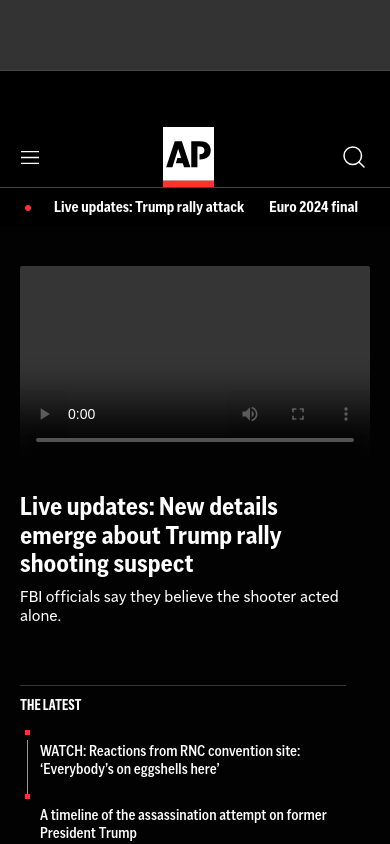 AP
Live updates: Trump rally attack
Euro 2024 final
0:00
Live updates: New details
emerge about Trump rally
shooting suspect
FBI officials say they believe the shooter acted
alone.
THE LATEST
WATCH: Reactions from RNC convention site:
‘Everybody’s on eggshells here’
A timeline of the assassination attempt on former
President Trump